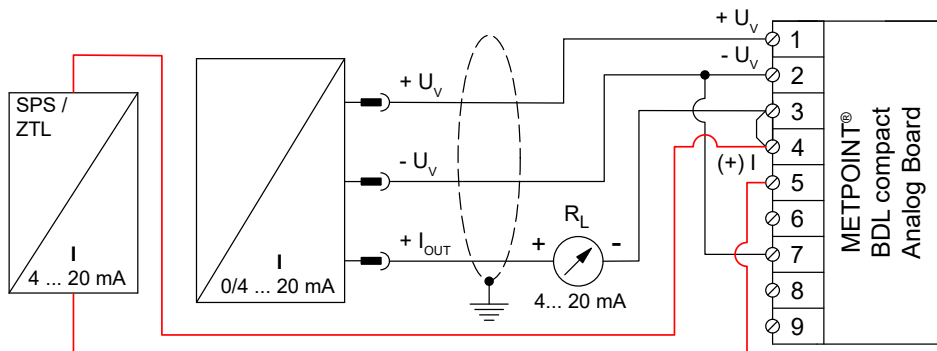 SPS /
ZTL
I
4 ... 20 mA
I
0/4 ... 20 mA
+ U_V
- U_V
+ I_OUT
R_L
+
-
4... 20 mA
+ U_V
- U_V
(+) I
1
2
3
4
5
6
7
8
9
METPOINT®
BDL compact
Analog Board